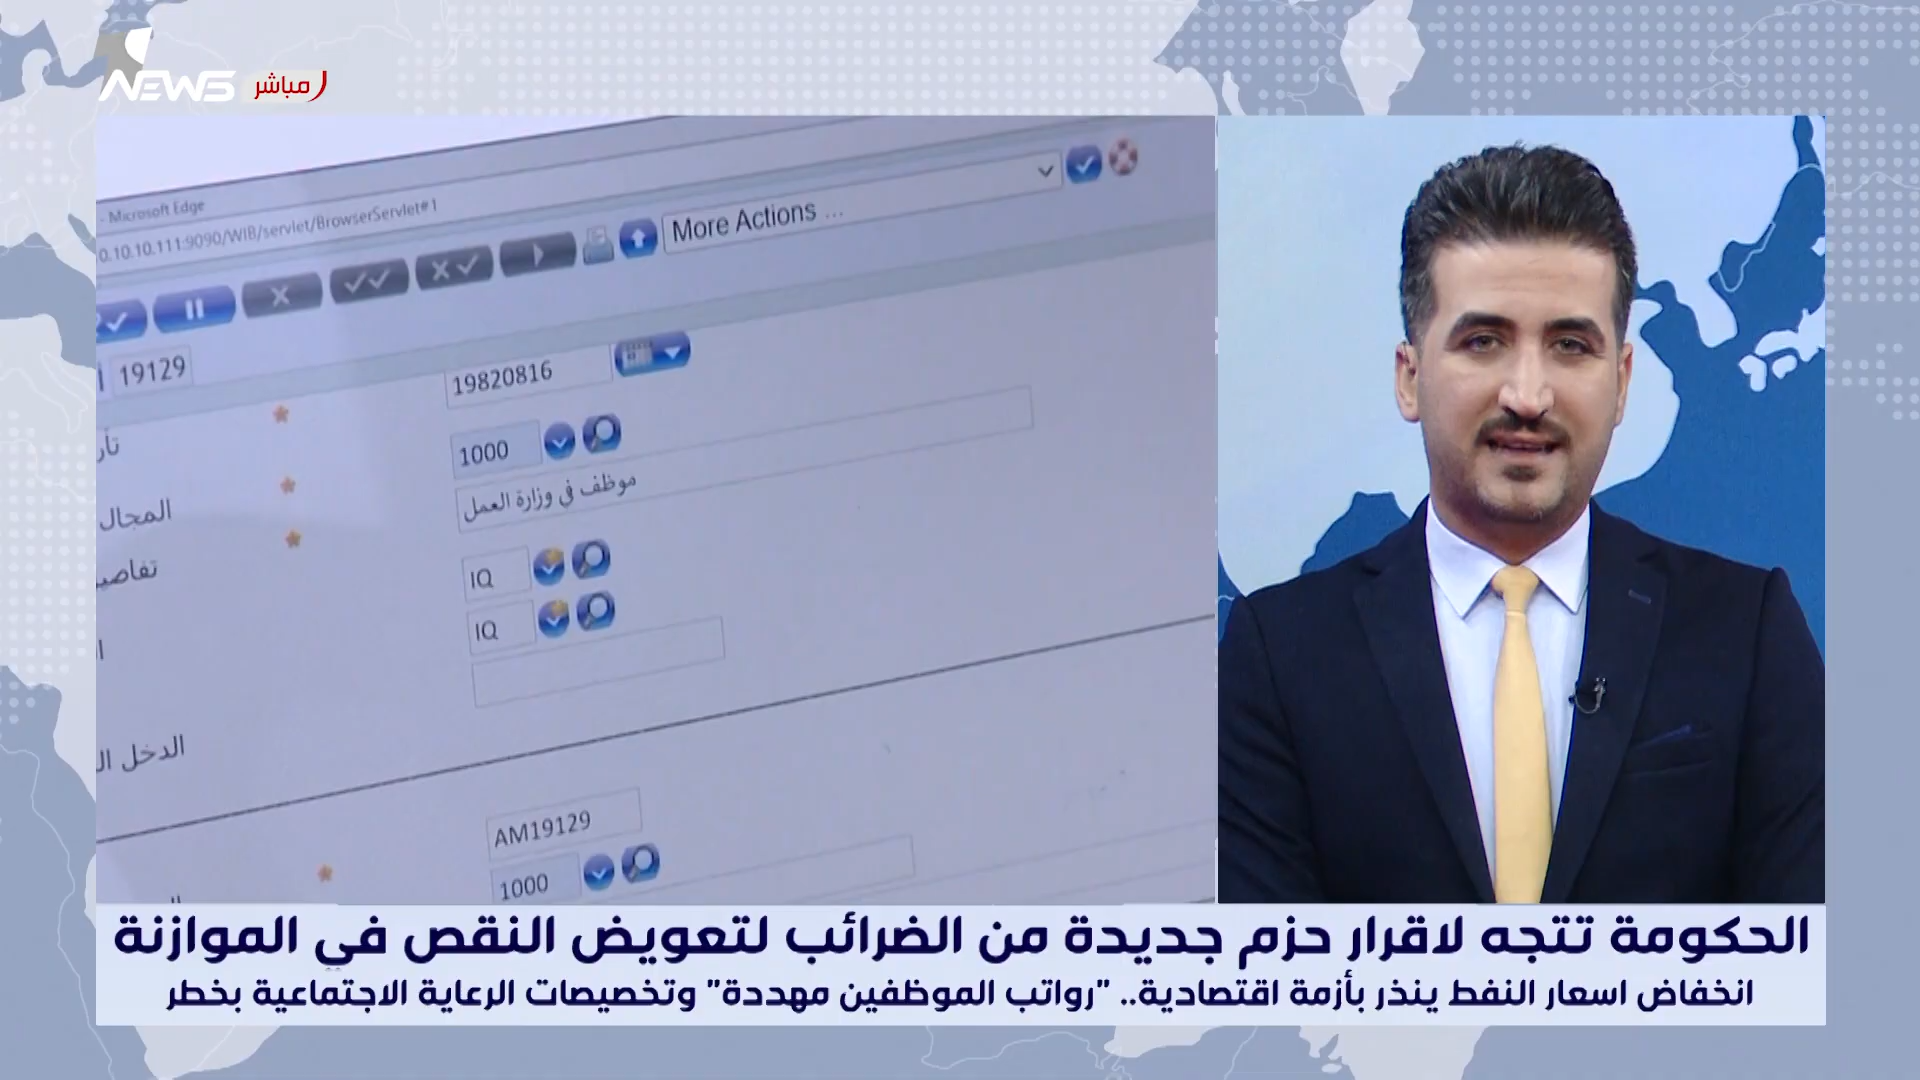 NEWS مباشر
- Microsoft Edge
0.10.10.111:9090/WIB/servlet/BrowserServlet#1
More Actions ...
19129
19820816
1000
المجال
موظف في وزارة العمل
IQ
IQ
الدخل
AM19129
1000
الحكومة تتجه لاقرار حزم جديدة من الضرائب لتعويض النقص في الموازنة
انخفاض اسعار النفط ينذر بأزمة اقتصادية.. "رواتب الموظفين مهددة" وتخصيصات الرعاية الاجتماعية بخطر